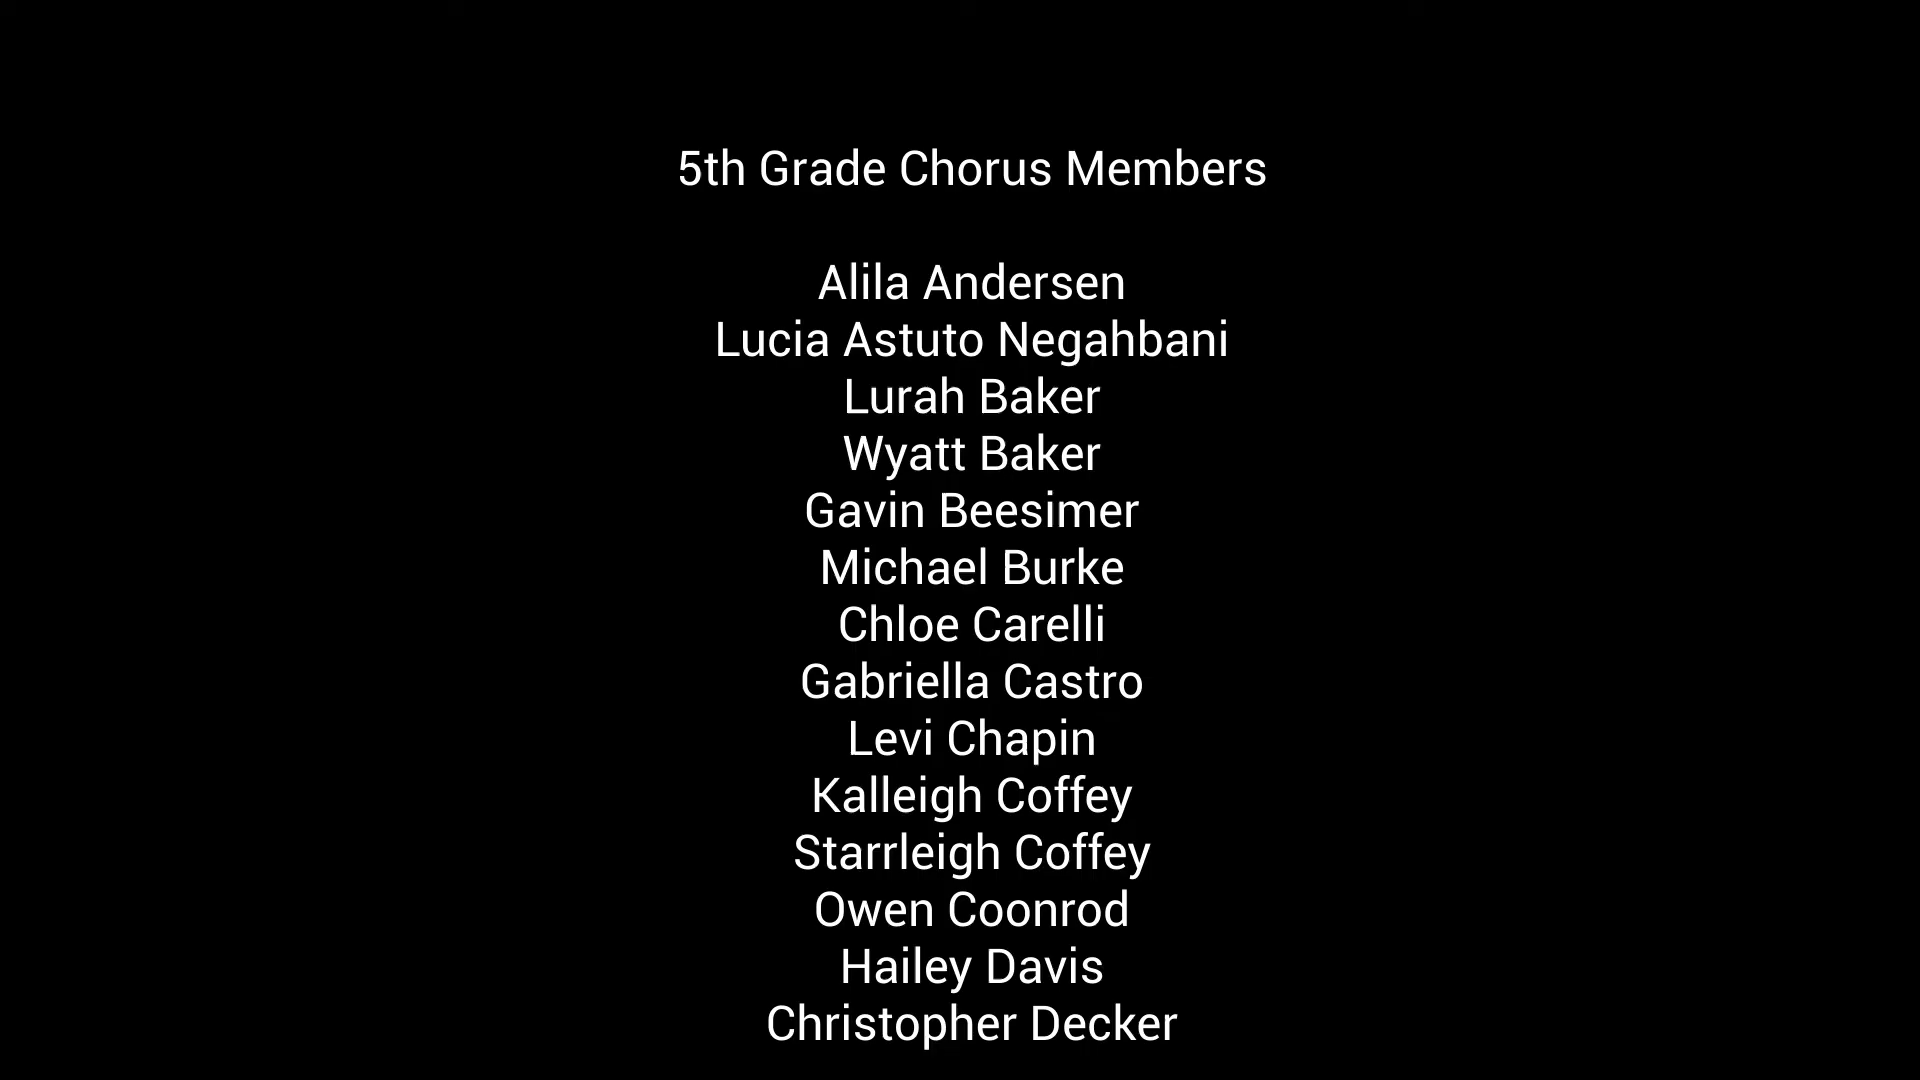 5th Grade Chorus Members
Alila Andersen
Lucia Astuto Negahbani
Lurah Baker
Wyatt Baker
Gavin Beesimer
Michael Burke
Chloe Carelli
Gabriella Castro
Levi Chapin
Kalleigh Coffey
Starrleigh Coffey
Owen Coonrod
Hailey Davis
Christopher Decker